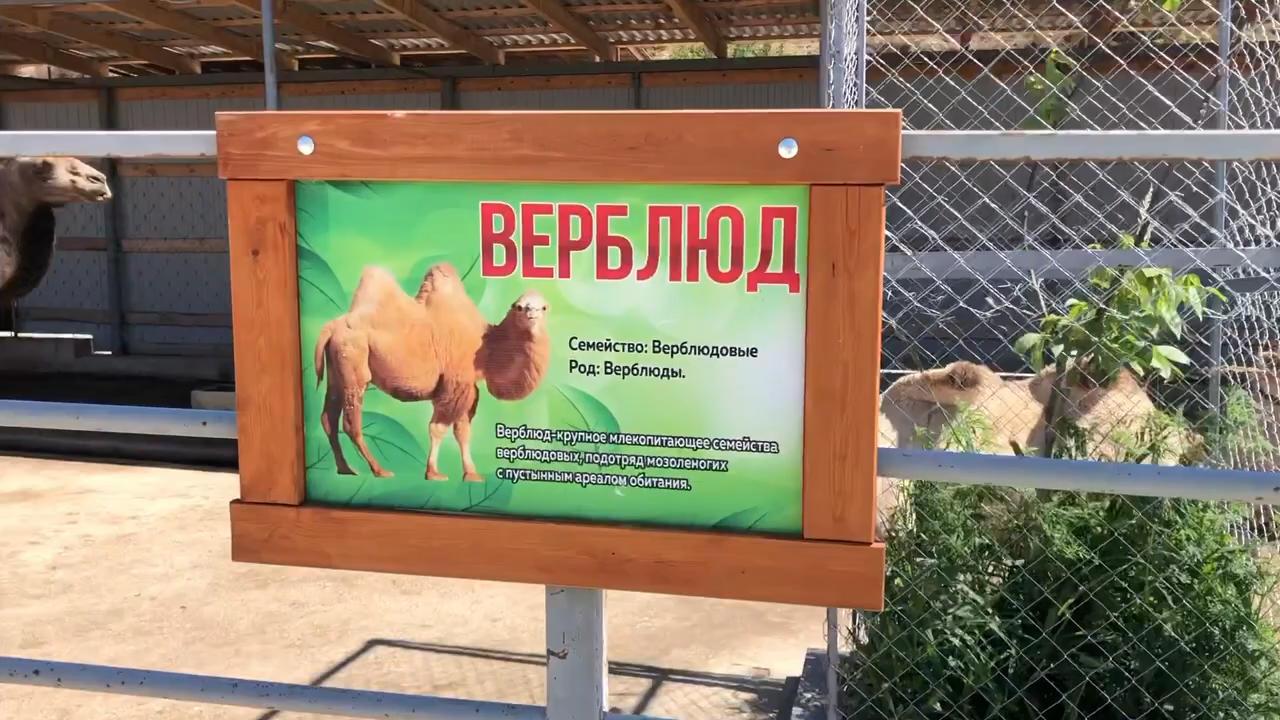 ВЕРБЛЮД
Семейство: Верблюдовые
Род: Верблюды.
Верблюд-крупное млекопитающее семейства
верблюдовых, подотряд мозоленогих
с пустынным ареалом обитания.